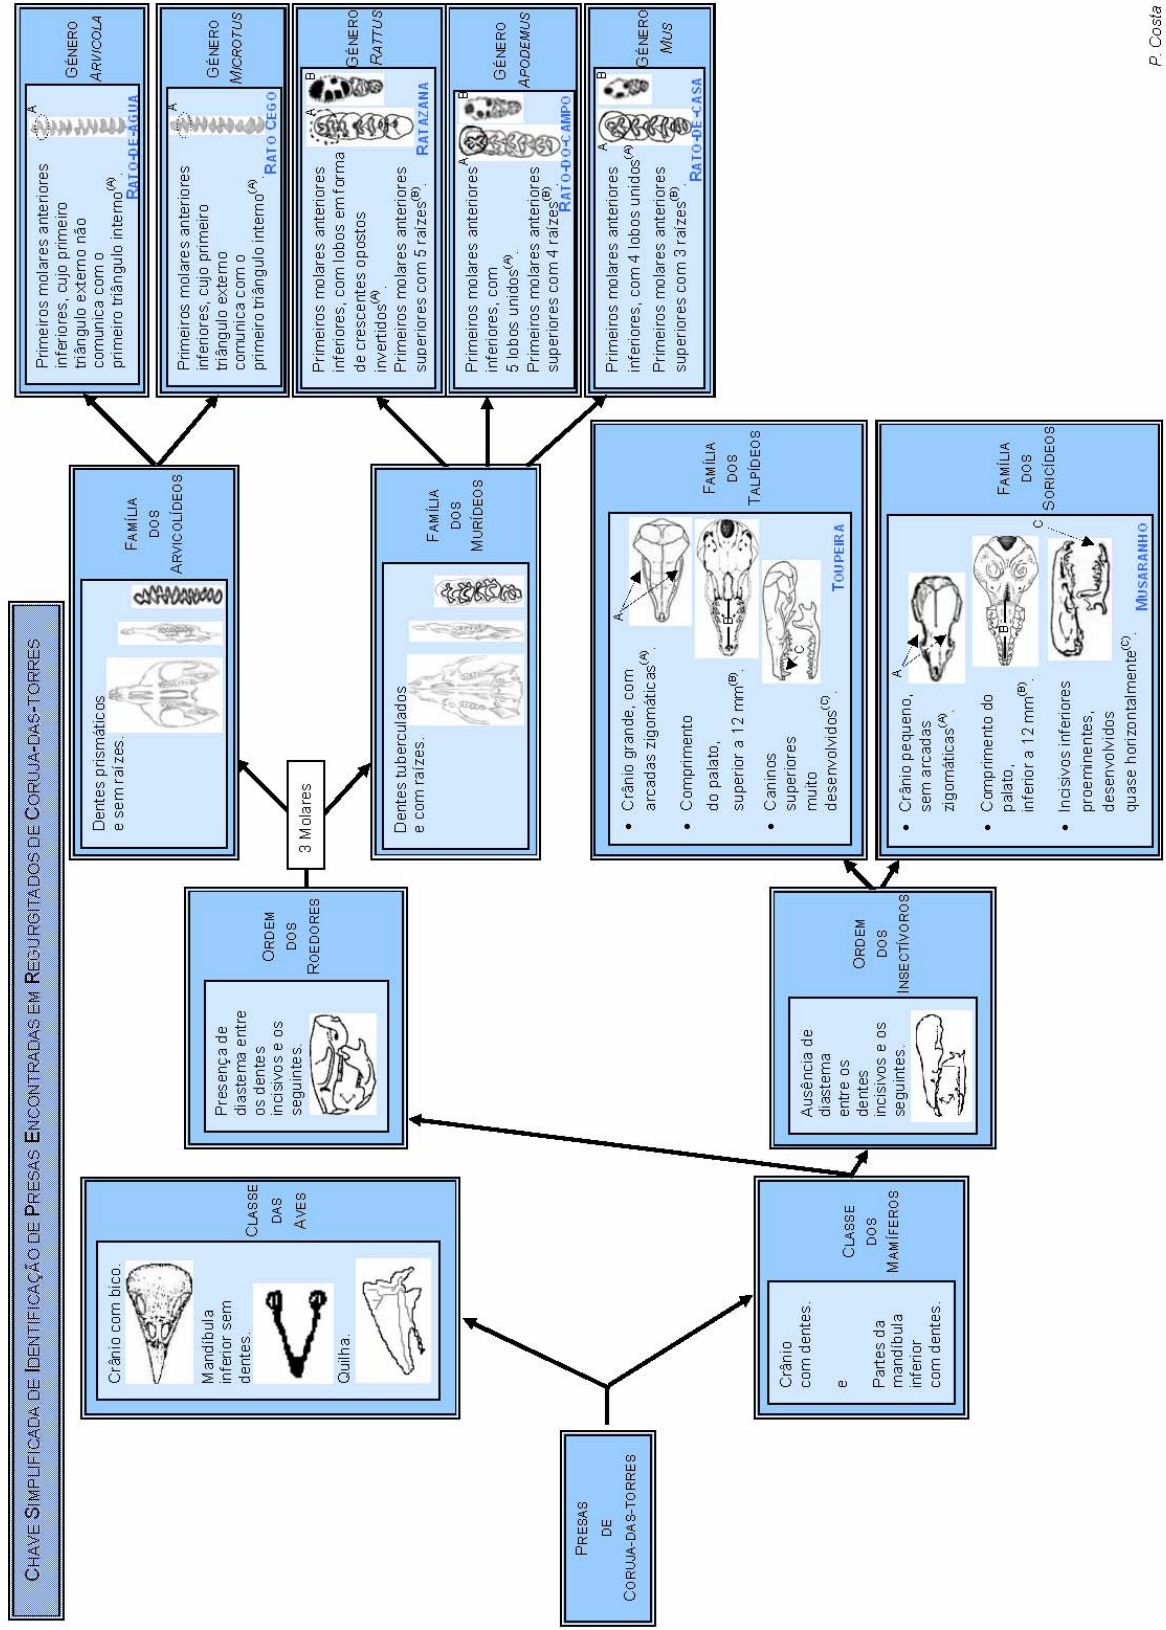 CHAVE SIMPLIFICADA DE IDENTIFICAÇÃO DE PRESAS ENCONTRADAS EM REGURGITADOS DE CORUJA-DAS-TORRES
PRESAS
DE
CORUJA-DAS-TORRES
Crânio com bico.
Mandíbula
inferior sem
dentes.
Quilha.
CLASSE
DAS
AVES
Crânio
com dentes.
e
Partes da
mandíbula
inferior
com dentes.
CLASSE
DOS
MAMÍFEROS
Presença de
diastema entre
os dentes
incisivos e os
seguintes.
ORDEM
DOS
ROEDORES
Ausência de
diastema
entre os
dentes
incisivos e os
seguintes.
ORDEM
DOS
INSECTÍVOROS
3 Molares
Dentes prismáticos
e sem raízes.
FAMÍLIA
DOS
ARVICOLÍDEOS
Dentes tuberculados
e com raízes.
FAMÍLIA
DOS
MURÍDEOS
• Crânio grande, com
arcadas zigomáticas(A).
• Comprimento
do palato,
superior a 12 mm(B).
• Caninos
superiores
muito
desenvolvidos(C).
A
B
C
TOUPEIRA
FAMÍLIA
DOS
TALPÍDEOS
• Crânio pequeno,
sem arcadas
zigomáticas(A).
• Comprimento do
palato,
inferior a 12 mm(B).
• Incisivos inferiores
proeminentes,
desenvolvidos
quase horizontalmente(C).
A
B
C
MUSARANHO
FAMÍLIA
DOS
SORICÍDEOS
Primeiros molares anteriores
inferiores, cujo primeiro
triângulo externo não
comunica com o
primeiro triângulo interno(A).
A
RATO-DE-ÁGUA
GÉNERO
ARVICOLA
Primeiros molares anteriores
inferiores, cujo primeiro
triângulo externo
comunica com o
primeiro triângulo interno(A).
A
RATO CEGO
GÉNERO
MICROTUS
Primeiros molares anteriores
inferiores, com lobos em forma
de crescentes opostos
invertidos(A).
Primeiros molares anteriores
superiores com 5 raízes(B).
A
B
RATAZANA
GÉNERO
RATTUS
Primeiros molares anteriores
inferiores, com
5 lobos unidos(A).
Primeiros molares anteriores
superiores com 4 raízes(B).
A
B
RATO-DO-CAMPO
GÉNERO
APODEMUS
Primeiros molares anteriores
inferiores, com 4 lobos unidos(A).
Primeiros molares anteriores
superiores com 3 raízes(B).
A
B
RATO-DE-CASA
GÉNERO
MUS
P. Costa